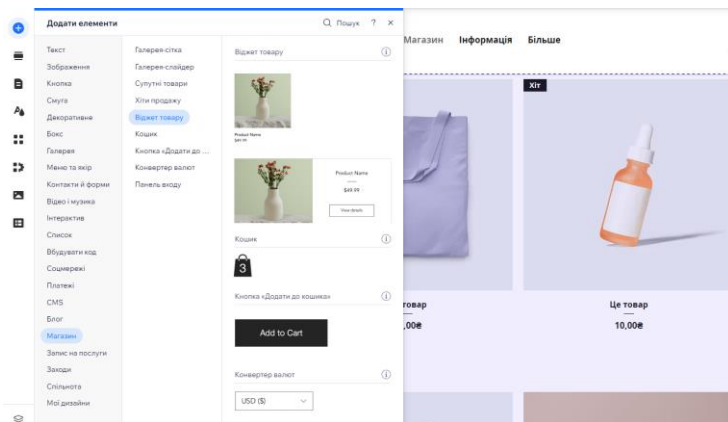 Додати елементи
Пошук
?
×
Текст
Зображення
Кнопка
Смуга
Декоративне
Бокс
Галерея
Меню та якір
Контакти й форми
Відео і музика
Інтерактив
Список
Вбудувати код
Соцмережі
Платежі
CMS
Блог
Магазин
Запис на послуги
Заходи
Спільнота
Мої дизайни
Галерея-сітка
Галерея-слайдер
Супутні товари
Хіти продажу
Віджет товару
Кошик
Кнопка «Додати до ...
Конвертер валют
Панель входу
Віджет товару
Product Name
Product Name
$49.99
View details
Кошик
3
Кнопка «Додати до кошика»
Add to Cart
Конвертер валют
USD ($)
Магазин Інформація Більше
Хіт
товар
,00₴
Це товар
10,00₴